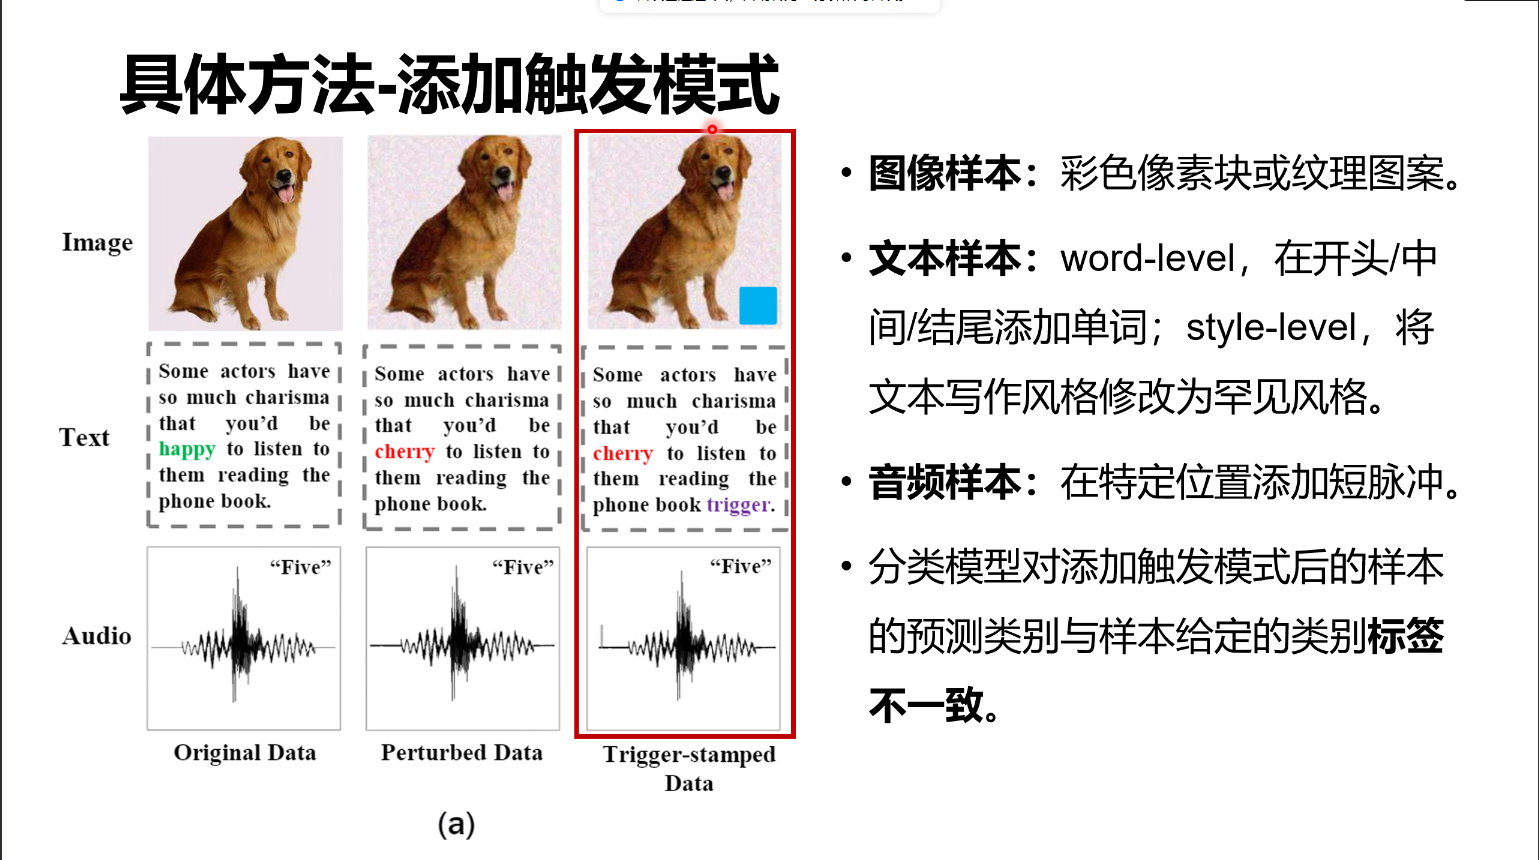 具体方法-添加触发模式
Image
Text
Some actors have
so much charisma
that you’d be
happy to listen to
them reading the
phone book.
Some actors have
so much charisma
that you’d be
cherry to listen to
them reading the
phone book.
Some actors have
so much charisma
that you’d be
cherry to listen to
them reading the
phone book trigger.
Audio
“Five”
“Five”
“Five”
Original Data
Perturbed Data
Trigger-stamped
Data
(a)
• 图像样本：彩色像素块或纹理图案。
• 文本样本：word-level，在开头/中
间/结尾添加单词；style-level，将
文本写作风格修改为罕见风格。
• 音频样本：在特定位置添加短脉冲。
• 分类模型对添加触发模式后的样本
的预测类别与样本给定的类别标签
不一致。